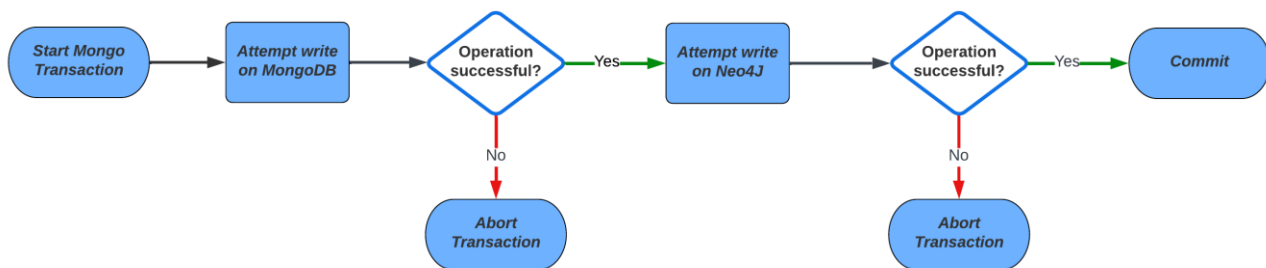 Start Mongo
Transaction
Attempt write
on MongoDB
Operation
successful?
Yes
Attempt write
on Neo4J
Operation
successful?
Yes
Commit
No
No
Abort
Transaction
Abort
Transaction